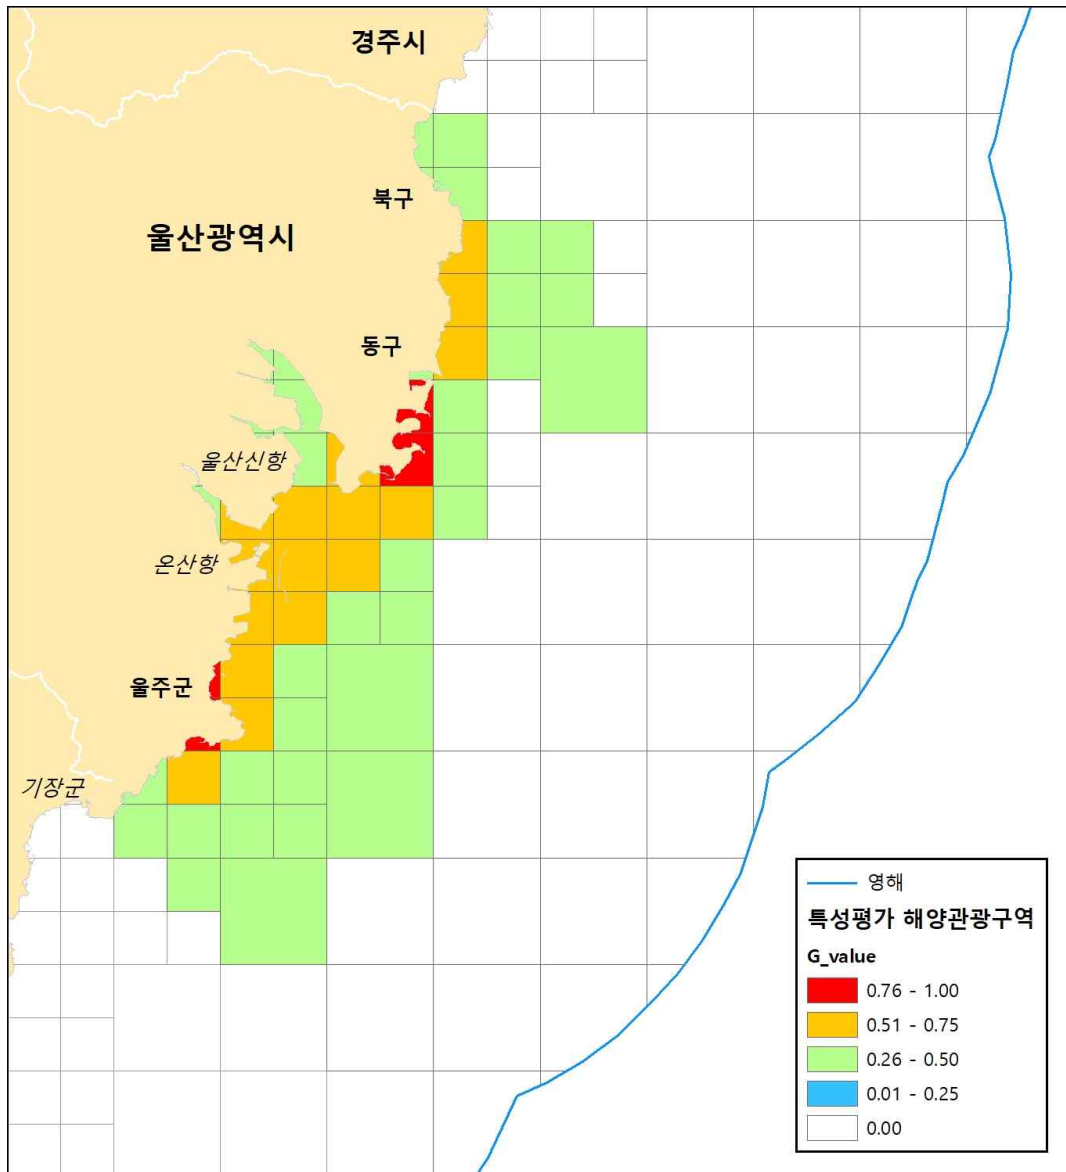 경주시
북구
울산광역시
동구
울산신항
온산항
울주군
기장군
영해
특성평가 해양관광구역
G_value
0.76 - 1.00
0.51 - 0.75
0.26 - 0.50
0.01 - 0.25
0.00